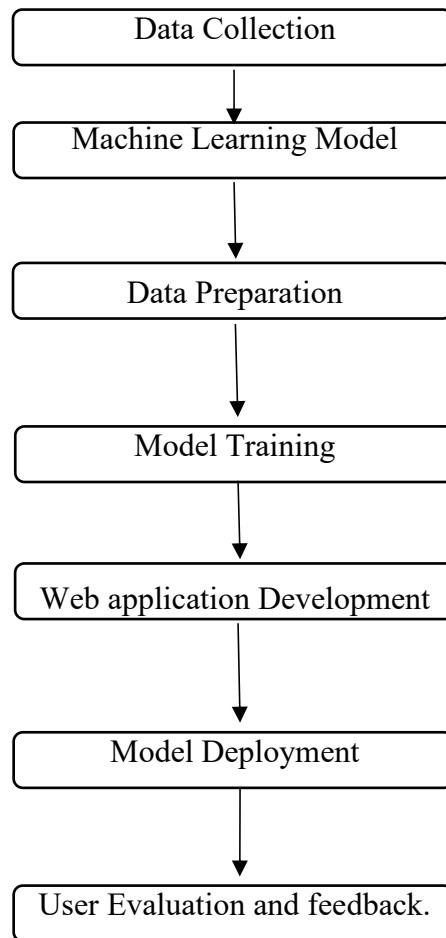 Data Collection
Machine Learning Model
Data Preparation
Model Training
Web application Development
Model Deployment
User Evaluation and feedback.